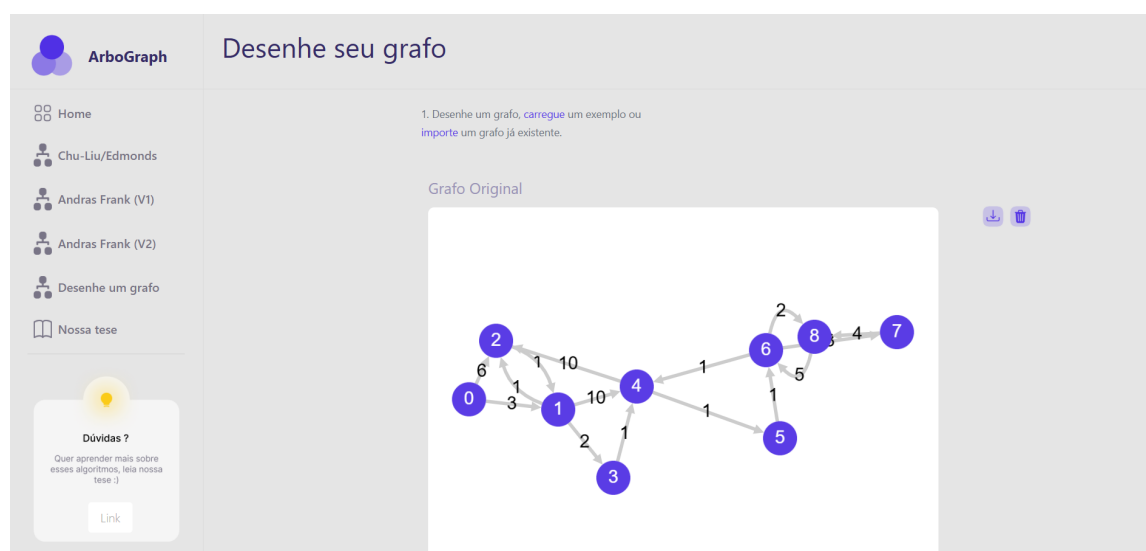 ArboGraph
Desenhe seu grafo
Home
Chu-Liu/Edmonds
Andras Frank (V1)
Andras Frank (V2)
Desenhe um grafo
Nossa tese
Dúvidas ?
Quer aprender mais sobre
esses algoritmos, leia nossa
tese :)
Link
1. Desenhe um grafo, carregue um exemplo ou
importe um grafo já existente.
Grafo Original
2
6
0
3
1
1
1
10
10
4
2
3
1
1
1
5
1
6
2
8
5
4
7